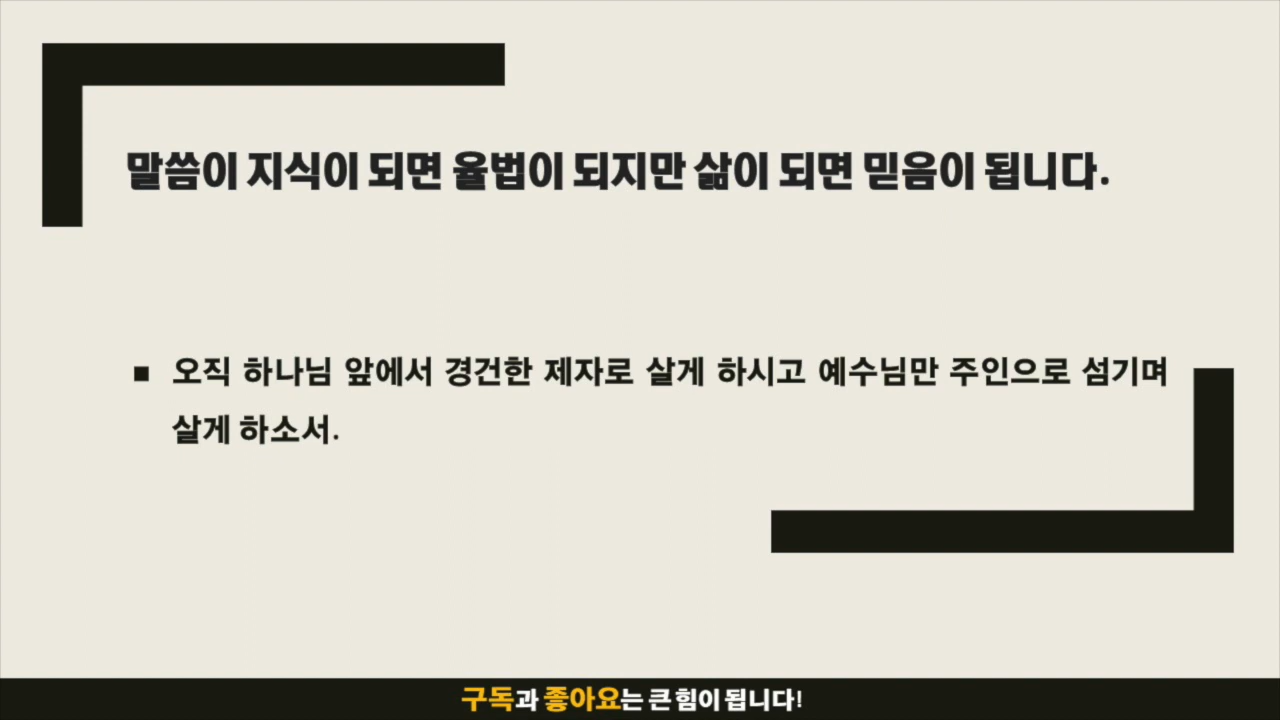 말씀이 지식이 되면 율법이 되지만 삶이 되면 믿음이 됩니다.
■ 오직 하나님 앞에서 경건한 제자로 살게 하시고 예수님만 주인으로 섬기며
살게 하소서.
구독과 좋아요는 큰 힘이 됩니다!